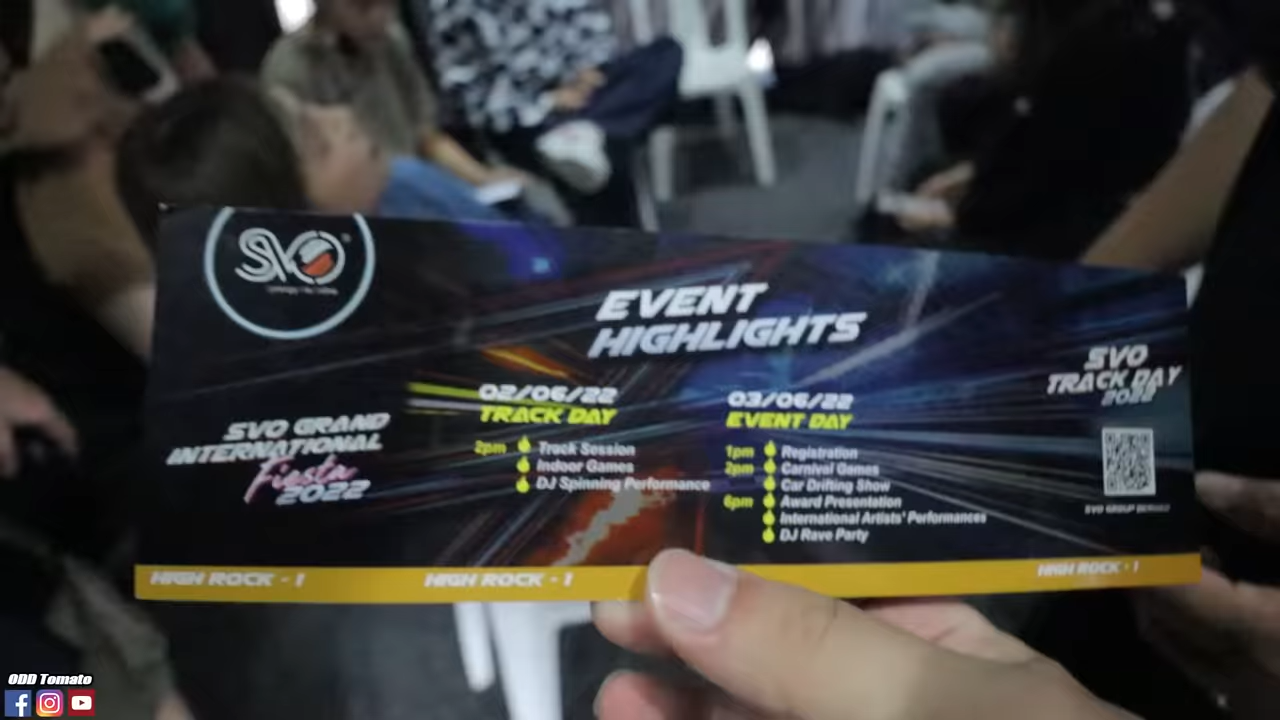 SVO
EVENT
HIGHLIGHTS
SVO GRAND
INTERNATIONAL
Fiesta
2022
02/06/22
TRACK DAY
2pm Track Session
Indoor Games
DJ Spinning Performance
03/06/22
EVENT DAY
1pm Registration
2pm Carnival Games
Car Drifting Show
6pm Award Presentation
International Artists' Performances
DJ Rave Party
SVO
TRACK DAY
2022
SVO GROUP
HIGH ROCK - 1
HIGH ROCK - 1
HIGH ROCK - 1
ODD Tomato